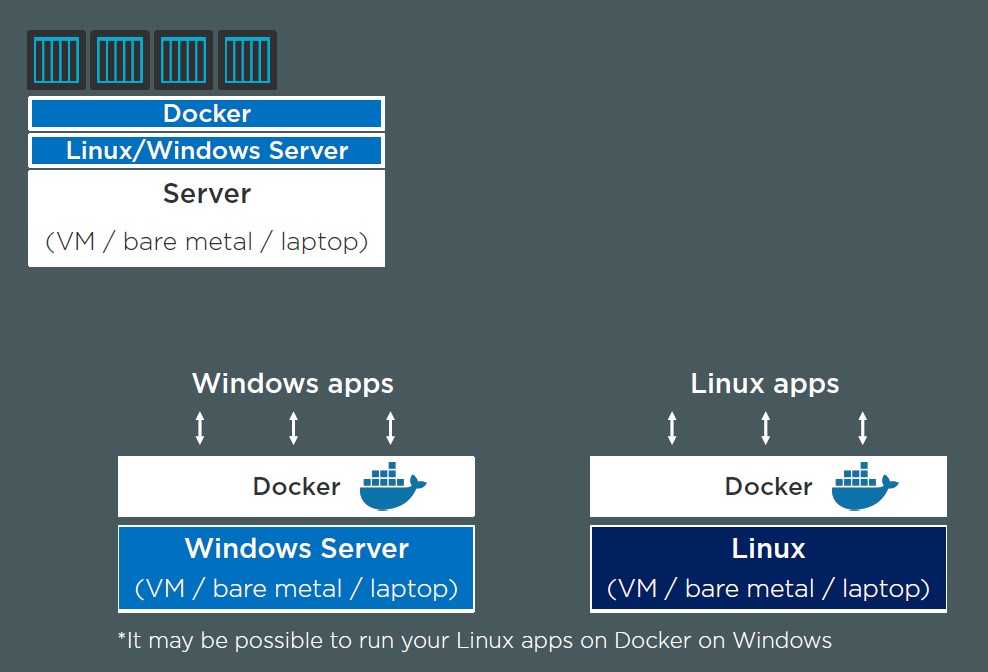 Docker
Linux/Windows Server
Server
(VM / bare metal / laptop)
Windows apps
Linux apps
Docker
Docker
Windows Server
(VM / bare metal / laptop)
Linux
(VM / bare metal / laptop)
*It may be possible to run your Linux apps on Docker on Windows